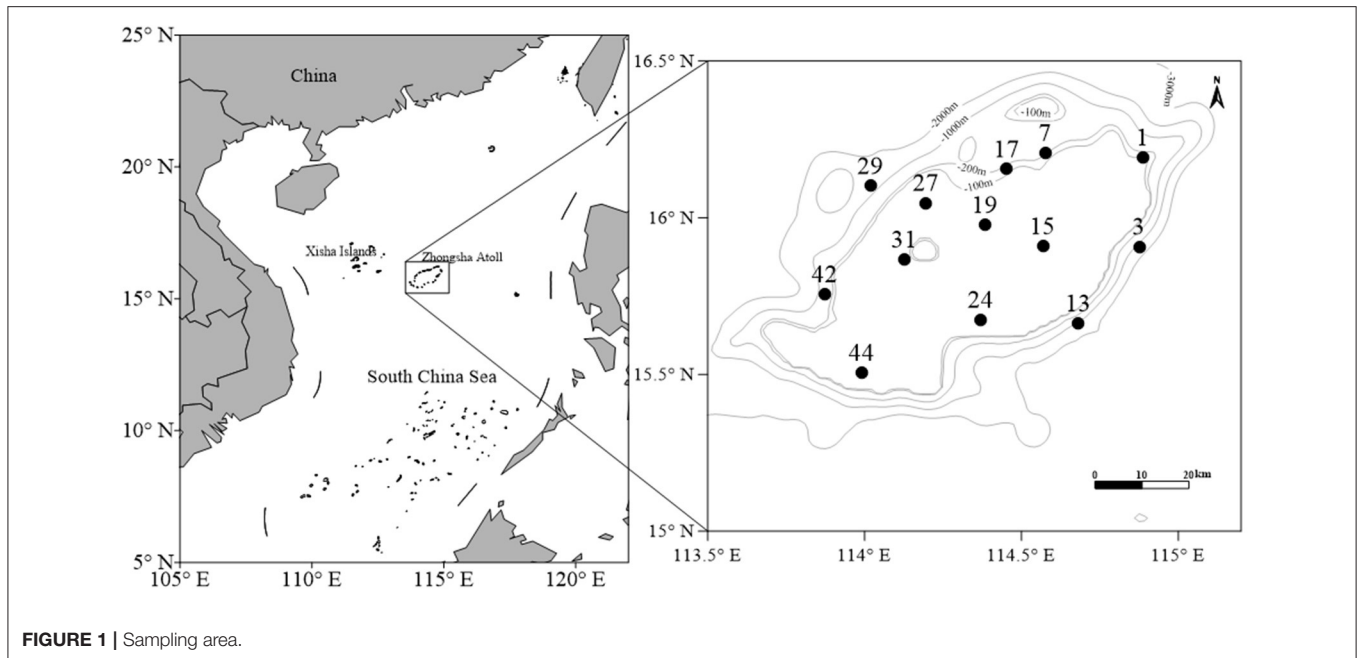 25° N
20° N
15° N
10° N
5° N
105° E
110° E
115° E
120° E
China
Xisha Islands
Zhongsha Atoll
South China Sea
16.5° N
16° N
15.5° N
15° N
113.5° E
114° E
114.5° E
115° E
N
-3000m
-2000m
-1000m
-100m
-200m
-100m
1
7
17
29
27
19
15
3
31
42
24
13
44
0 10 20 km
FIGURE 1 | Sampling area.